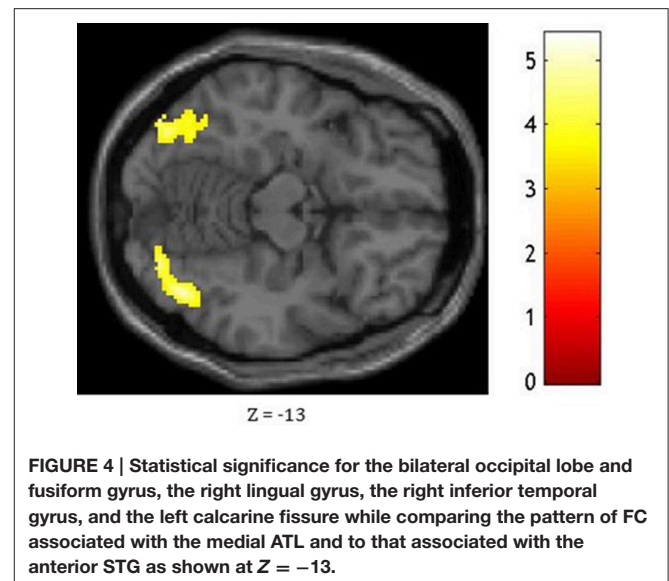 5
4
3
2
1
0
Z = -13
FIGURE 4 | Statistical significance for the bilateral occipital lobe and
fusiform gyrus, the right lingual gyrus, the right inferior temporal
gyrus, and the left calcarine fissure while comparing the pattern of FC
associated with the medial ATL and to that associated with the
anterior STG as shown at Z = −13.